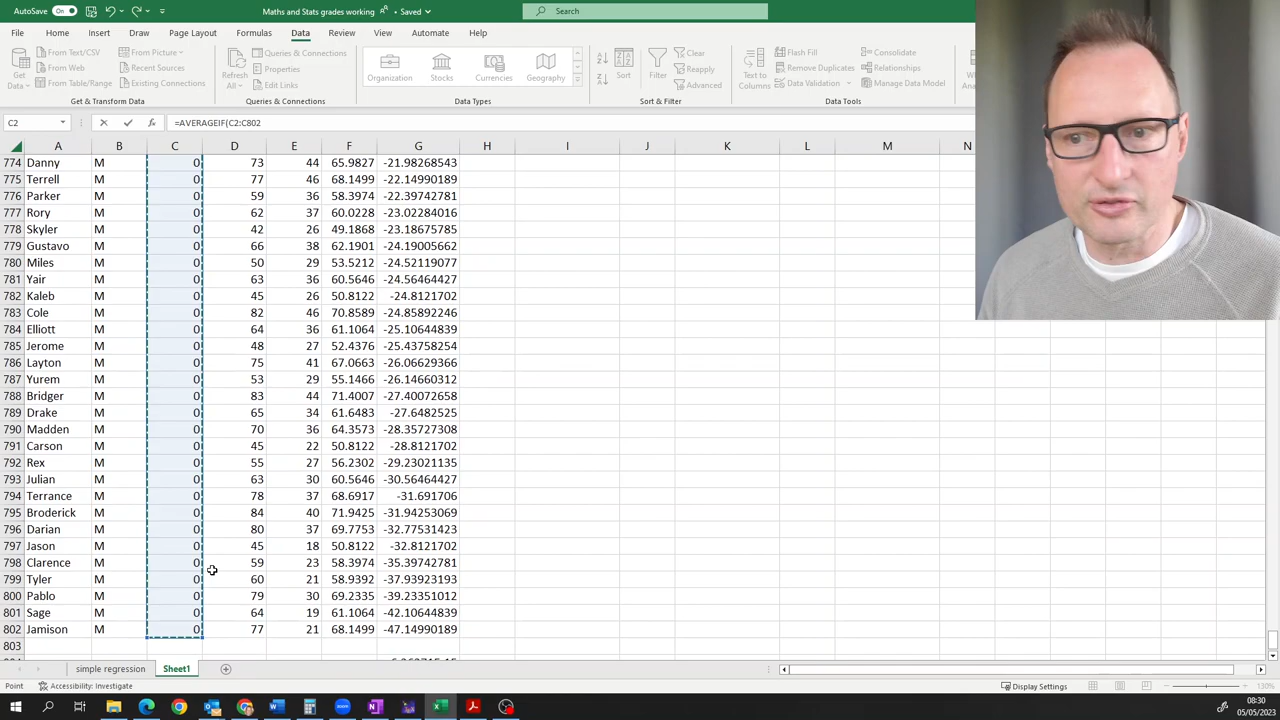 AutoSave On Maths and Stats grades working • Saved Search
File Home Insert Draw Page Layout Formulas Data Review View Automate Help
Get Data From Text/CSV From Web From Table/Range From Picture Recent Sources Existing Connections
Refresh All Queries & Connections Properties Edit Links
Organization Stocks Currencies Geography
Sort Filter Clear Reapply Advanced
Text to Columns Flash Fill Remove Duplicates Data Validation Consolidate Relationships Manage Data Model
Get & Transform Data Queries & Connections Data Types Sort & Filter Data Tools
C2 fx =AVERAGEIF(C2:C802
A B C D E F G H I J K L M N
774 Danny M 0 73 44 65.9827 -21.98268543
775 Terrell M 0 77 46 68.1499 -22.14990189
776 Parker M 0 59 36 58.3974 -22.39742781
777 Rory M 0 62 37 60.0228 -23.02284016
778 Skyler M 0 42 26 49.1868 -23.18675785
779 Gustavo M 0 66 38 62.1901 -24.19005662
780 Miles M 0 50 29 53.5212 -24.52119077
781 Yair M 0 63 36 60.5646 -24.56464427
782 Kaleb M 0 45 26 50.8122 -24.8121702
783 Cole M 0 82 46 70.8589 -24.85892246
784 Elliott M 0 64 36 61.1064 -25.10644839
785 Jerome M 0 48 27 52.4376 -25.43758254
786 Layton M 0 75 41 67.0663 -26.06629366
787 Yurem M 0 53 29 55.1466 -26.14660312
788 Bridger M 0 83 44 71.4007 -27.40072658
789 Drake M 0 65 34 61.6483 -27.6482525
790 Madden M 0 70 36 64.3573 -28.35727308
791 Carson M 0 45 22 50.8122 -28.8121702
792 Rex M 0 55 27 56.2302 -29.23021135
793 Julian M 0 63 30 60.5646 -30.56464427
794 Terrance M 0 78 37 68.6917 -31.691706
795 Broderick M 0 84 40 71.9425 -31.94253069
796 Darian M 0 80 37 69.7753 -32.77531423
797 Jason M 0 45 18 50.8122 -32.8121702
798 Clarence M 0 59 23 58.3974 -35.39742781
799 Tyler M 0 60 21 58.9392 -37.93923193
800 Pablo M 0 79 30 69.2335 -39.23351012
801 Sage M 0 64 19 61.1064 -42.10644839
802 Jamison M 0 77 21 68.1499 -47.14990189
803
simple regression Sheet1
Point Accessibility: Investigate Display Settings 130%
08:30
05/05/2023